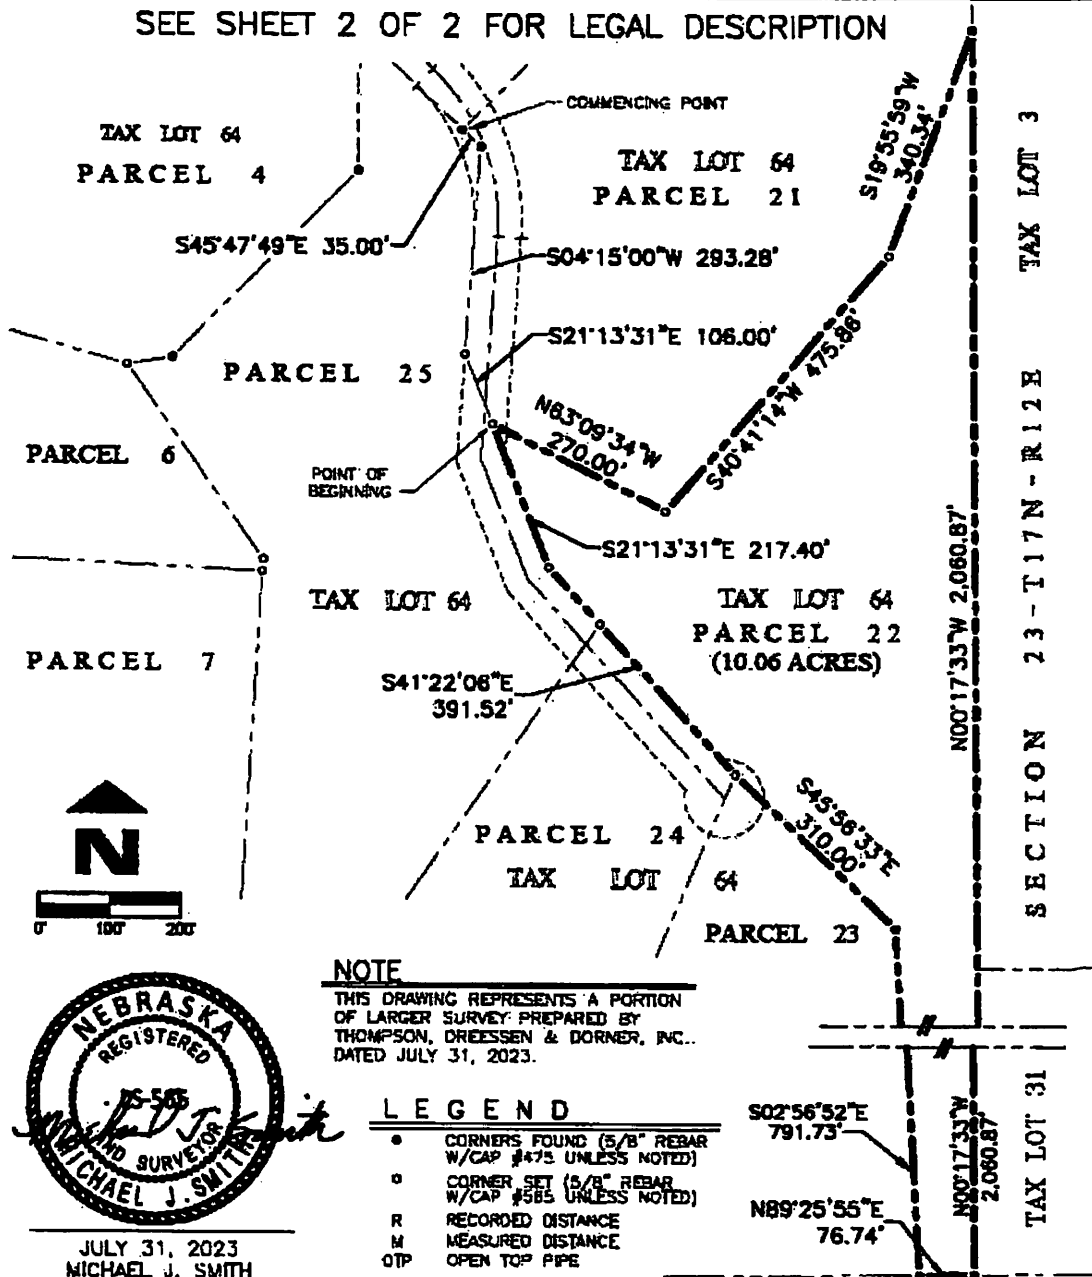 SEE SHEET 2 OF 2 FOR LEGAL DESCRIPTION
COMMENCING POINT
TAX LOT 64
PARCEL 4
TAX LOT 64
PARCEL 21
S19°55'59"W
340.34'
TAX LOT 3
S45°47'49"E 35.00'
S04°15'00"W 293.28'
S21°13'31"E 106.00'
PARCEL 25
N63°09'34"W
270.00'
S40°41'14"W 475.86'
PARCEL 6
POINT OF
BEGINNING
S21°13'31"E 217.40'
TAX LOT 64
TAX LOT 64
PARCEL 22
(10.06 ACRES)
N00°17'33"W 2,060.87'
SECTION 23-T17N-R12E
PARCEL 7
S41°22'06"E
391.52'
S45°56'33"E
310.00'
PARCEL 24
TAX LOT 64
PARCEL 23
N
0' 100' 200'
NOTE
THIS DRAWING REPRESENTS A PORTION
OF LARGER SURVEY PREPARED BY
THOMPSON, DREESSEN & DORNER, INC..
DATED JULY 31, 2023.
NEBRASKA
REGISTERED
LS-585
LAND SURVEYOR
MICHAEL J. SMITH
LEGEND
CORNERS FOUND (5/8" REBAR
W/CAP #475 UNLESS NOTED)
CORNER SET (5/8" REBAR
W/CAP #585 UNLESS NOTED)
R RECORDED DISTANCE
M MEASURED DISTANCE
OTP OPEN TOP PIPE
S02°56'52"E
791.73'
N00°17'33"W
2,060.87'
TAX LOT 31
N89°25'55"E
76.74'
JULY 31, 2023
MICHAEL J. SMITH